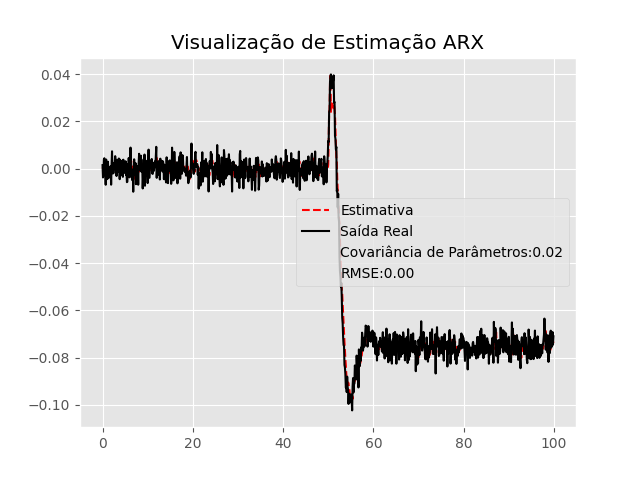 Visualização de Estimação ARX
0.04
0.02
0.00
−0.02
−0.04
−0.06
−0.08
−0.10
Estimativa
Saída Real
Covariância de Parâmetros:0.02
RMSE:0.00
0 20 40 60 80 100